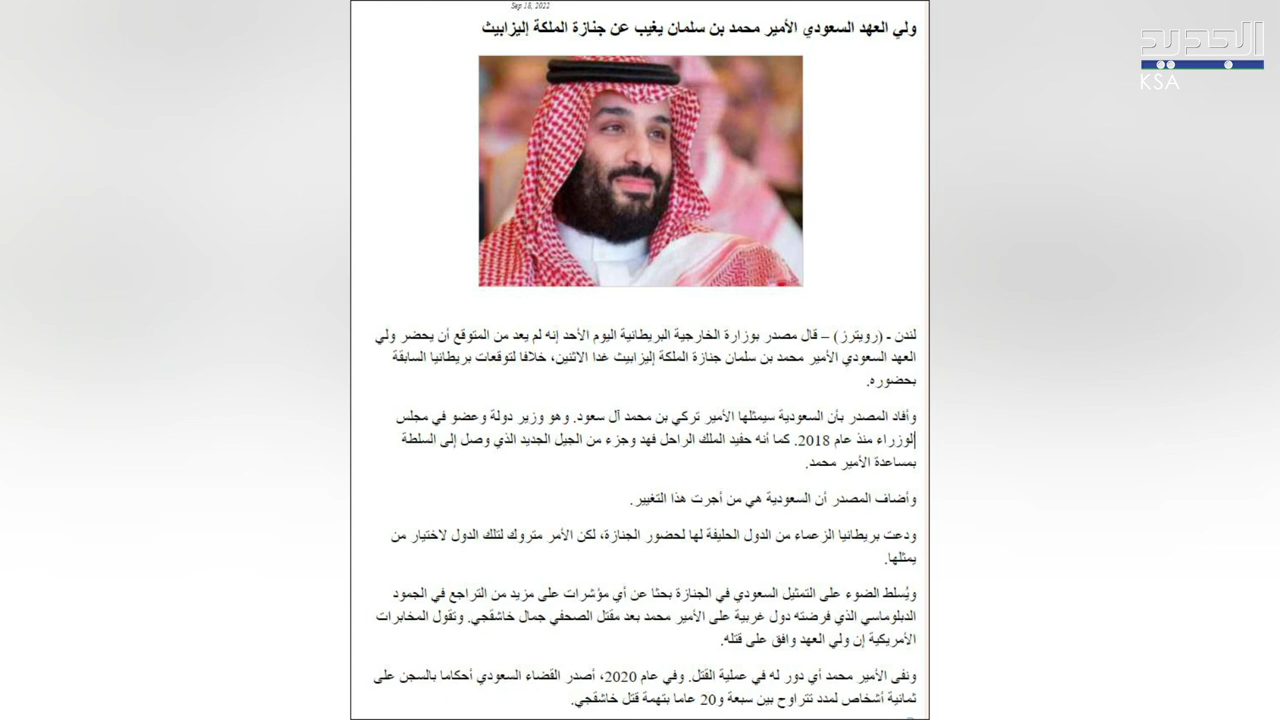 Sep 18, 2022
ولي العهد السعودي الأمير محمد بن سلمان يغيب عن جنازة الملكة إليزابيث
الجديد
KSA
لندن ـ (رويترز) – قال مصدر بوزارة الخارجية البريطانية اليوم الأحد إنه لم يعد من المتوقع أن يحضر ولي
العهد السعودي الأمير محمد بن سلمان جنازة الملكة إليزابيث غدا الاثنين، خلافا لتوقعات بريطانيا السابقة
بحضوره.
وأفاد المصدر بأن السعودية سيمثلها الأمير تركي بن محمد آل سعود. وهو وزير دولة وعضو في مجلس
الوزراء منذ عام 2018. كما أنه حفيد الملك الراحل فهد وجزء من الجيل الجديد الذي وصل إلى السلطة
بمساعدة الأمير محمد.
وأضاف المصدر أن السعودية هي من أجرت هذا التغيير.
ودعت بريطانيا الزعماء من الدول الحليفة لها لحضور الجنازة، لكن الأمر متروك لتلك الدول لاختيار من
يمثلها.
ويُسلط الضوء على التمثيل السعودي في الجنازة بحثا عن أي مؤشرات على مزيد من التراجع في الجمود
الدبلوماسي الذي فرضته دول غربية على الأمير محمد بعد مقتل الصحفي جمال خاشقجي. وتقول المخابرات
الأمريكية إن ولي العهد وافق على قتله.
ونفى الأمير محمد أي دور له في عملية القتل. وفي عام 2020، أصدر القضاء السعودي أحكاما بالسجن على
ثمانية أشخاص لمدد تتراوح بين سبعة و20 عاما بتهمة قتل خاشقجي.